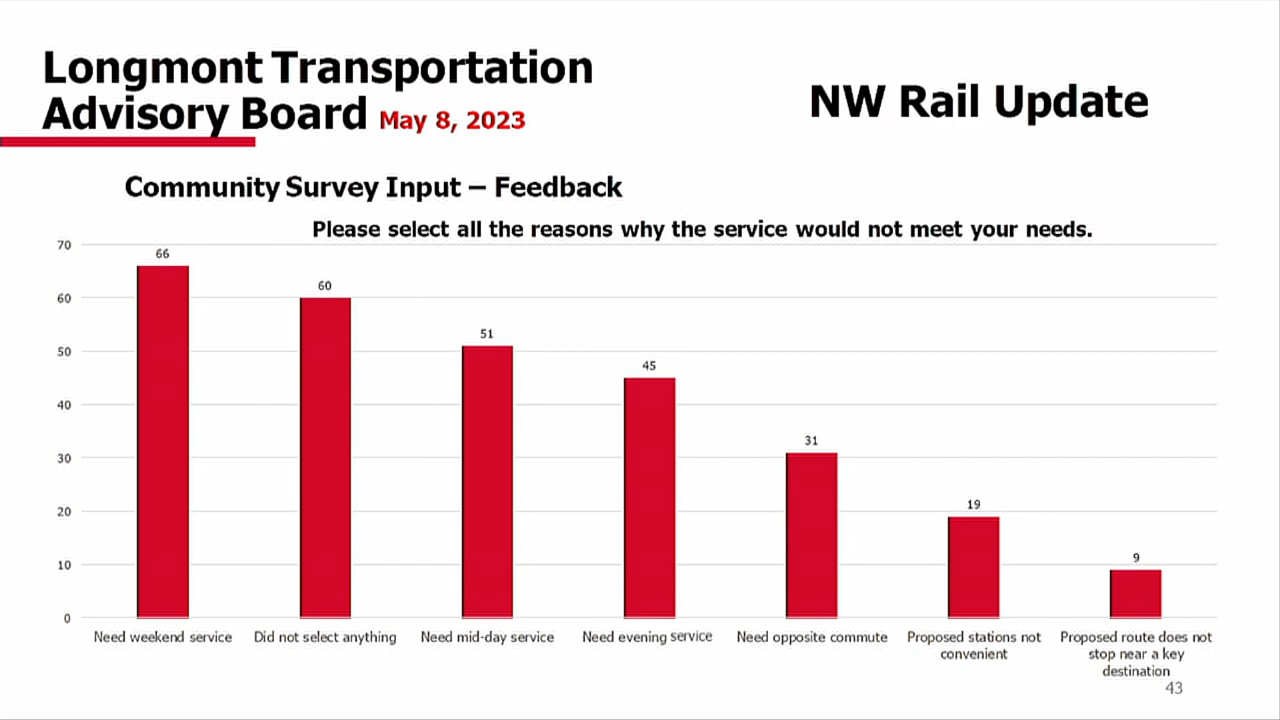 Longmont Transportation
Advisory Board May 8, 2023
NW Rail Update
Community Survey Input – Feedback
Please select all the reasons why the service would not meet your needs.
70
60
50
40
30
20
10
0
66
60
51
45
31
19
9
Need weekend service
Did not select anything
Need mid-day service
Need evening service
Need opposite commute
Proposed stations not
convenient
Proposed route does not
stop near a key
destination
43